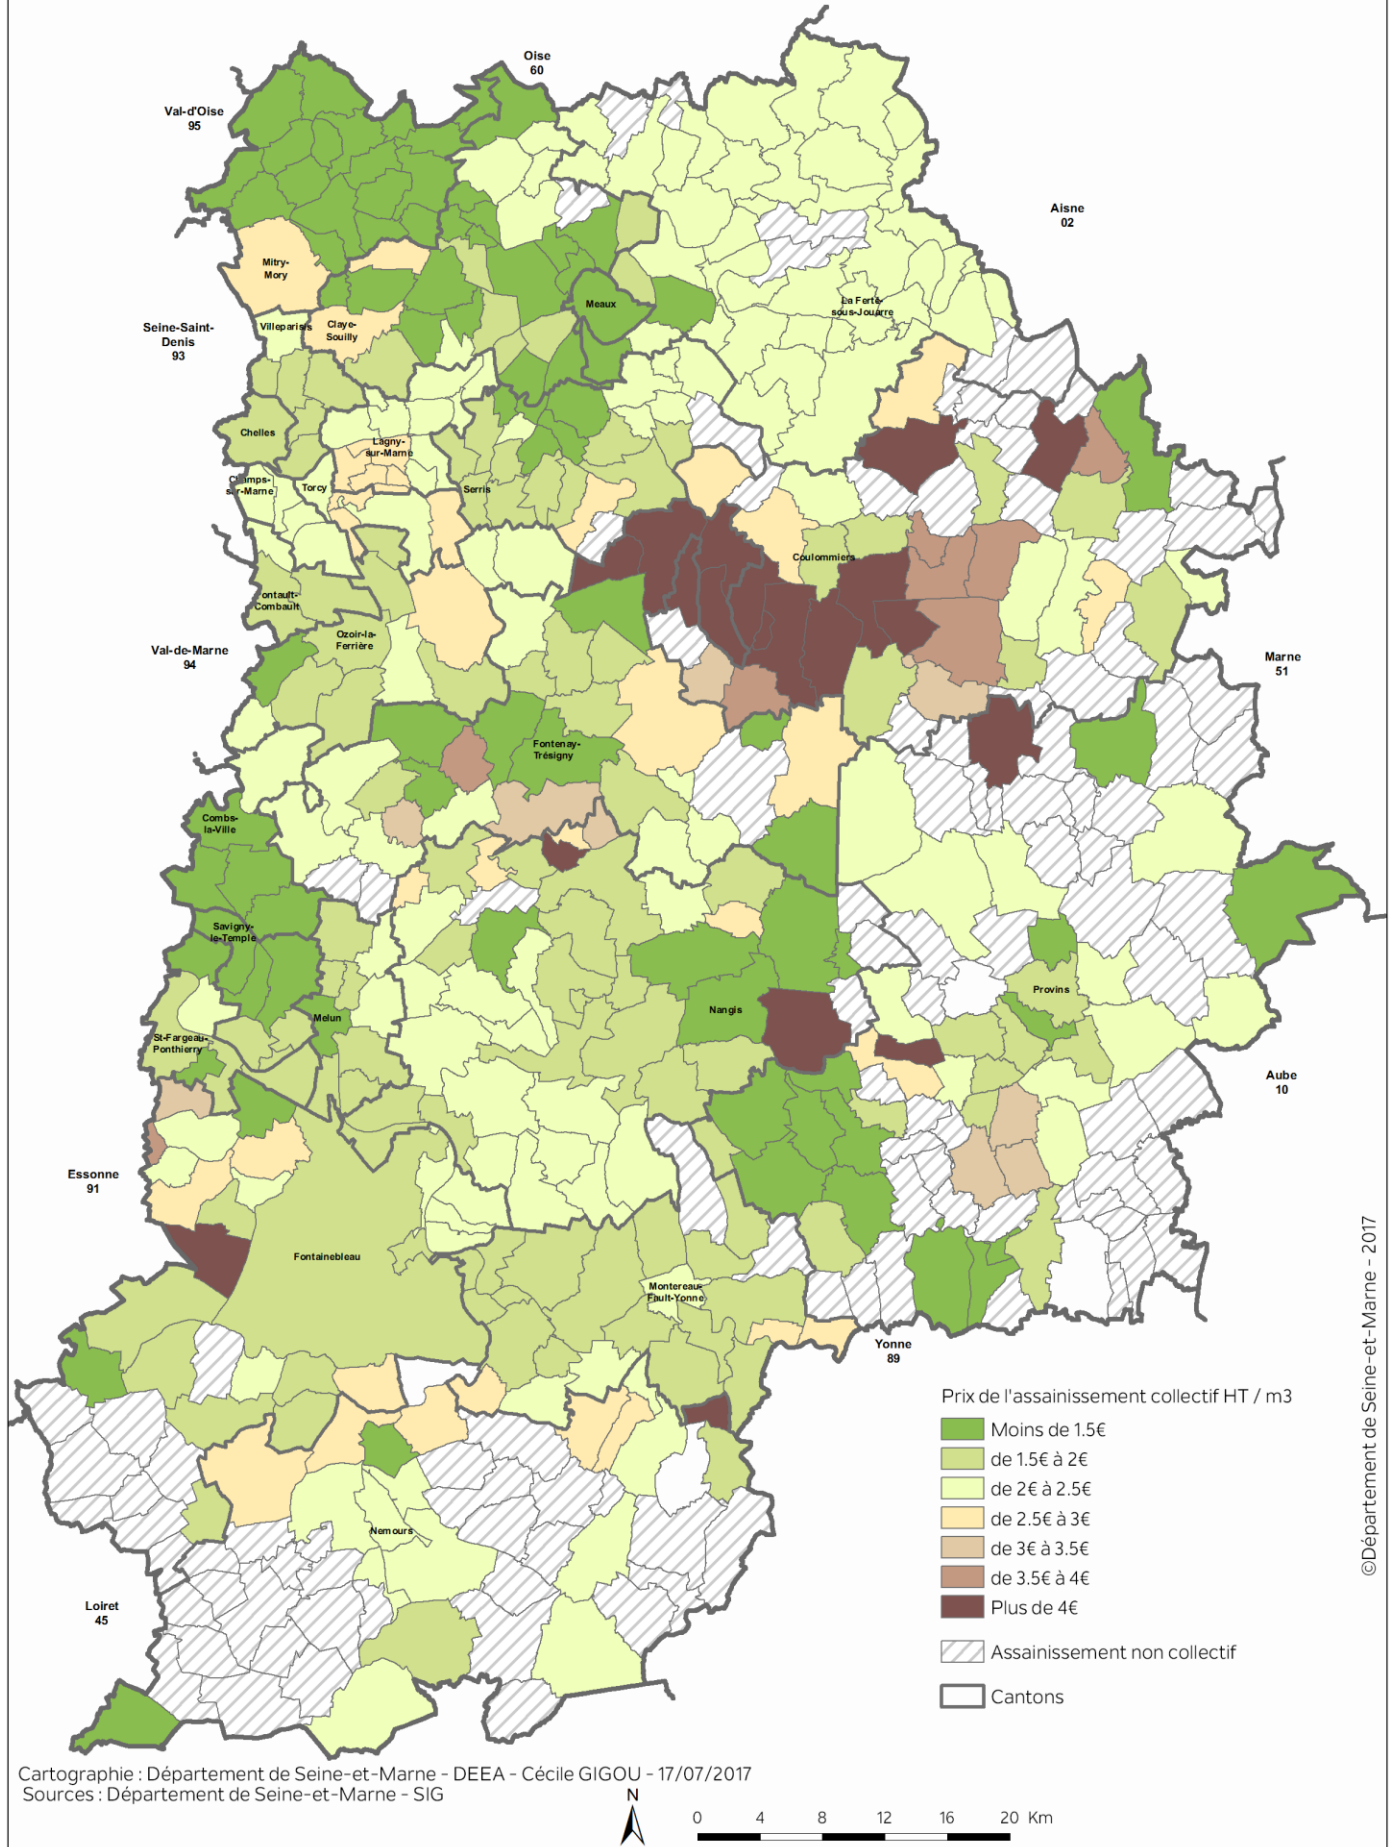 Oise
60
Val-d'Oise
95
Aisne
02
Mitry-
Mory
Meaux
La Ferté-
sous-Jouarre
Seine-Saint-
Denis
93
Villeparisis
Claye-
Souilly
Chelles
Lagny-
sur-Marne
Champs-
sur-Marne
Torcy
Serris
Coulommiers
Pontault-
Combault
Ozoir-la-
Ferrière
Val-de-Marne
94
Marne
51
Fontenay-
Trésigny
Combs-
la-Ville
Savigny-
le-Temple
Provins
Nangis
Melun
St-Fargeau-
Ponthierry
Aube
10
Essonne
91
Fontainebleau
Montereau-
Fault-Yonne
Yonne
89
Nemours
Loiret
45
Prix de l'assainissement collectif HT / m3
Moins de 1.5€
de 1.5€ à 2€
de 2€ à 2.5€
de 2.5€ à 3€
de 3€ à 3.5€
de 3.5€ à 4€
Plus de 4€
Assainissement non collectif
Cantons
©Département de Seine-et-Marne - 2017
Cartographie : Département de Seine-et-Marne - DEEA - Cécile GIGOU - 17/07/2017
Sources : Département de Seine-et-Marne - SIG
N
0 4 8 12 16 20 Km